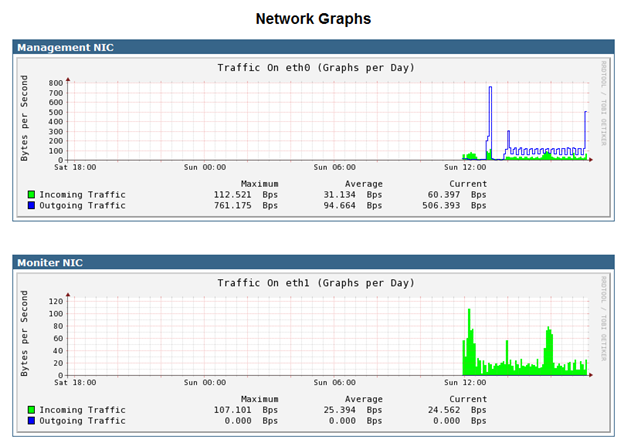 Network Graphs
Management NIC
Traffic On eth0 (Graphs per Day)
RRDTOOL / TOBI OETIKER
Bytes per Second
800
700
600
500
400
300
200
100
0
Sat 18:00 Sun 00:00 Sun 06:00 Sun 12:00
Maximum Average Current
Incoming Traffic 112.521 Bps 31.134 Bps 60.397 Bps
Outgoing Traffic 761.175 Bps 94.664 Bps 506.393 Bps
Moniter NIC
Traffic On eth1 (Graphs per Day)
RRDTOOL / TOBI OETIKER
Bytes per Second
120
100
80
60
40
20
0
Sat 18:00 Sun 00:00 Sun 06:00 Sun 12:00
Maximum Average Current
Incoming Traffic 107.101 Bps 25.394 Bps 24.562 Bps
Outgoing Traffic 0.000 Bps 0.000 Bps 0.000 Bps